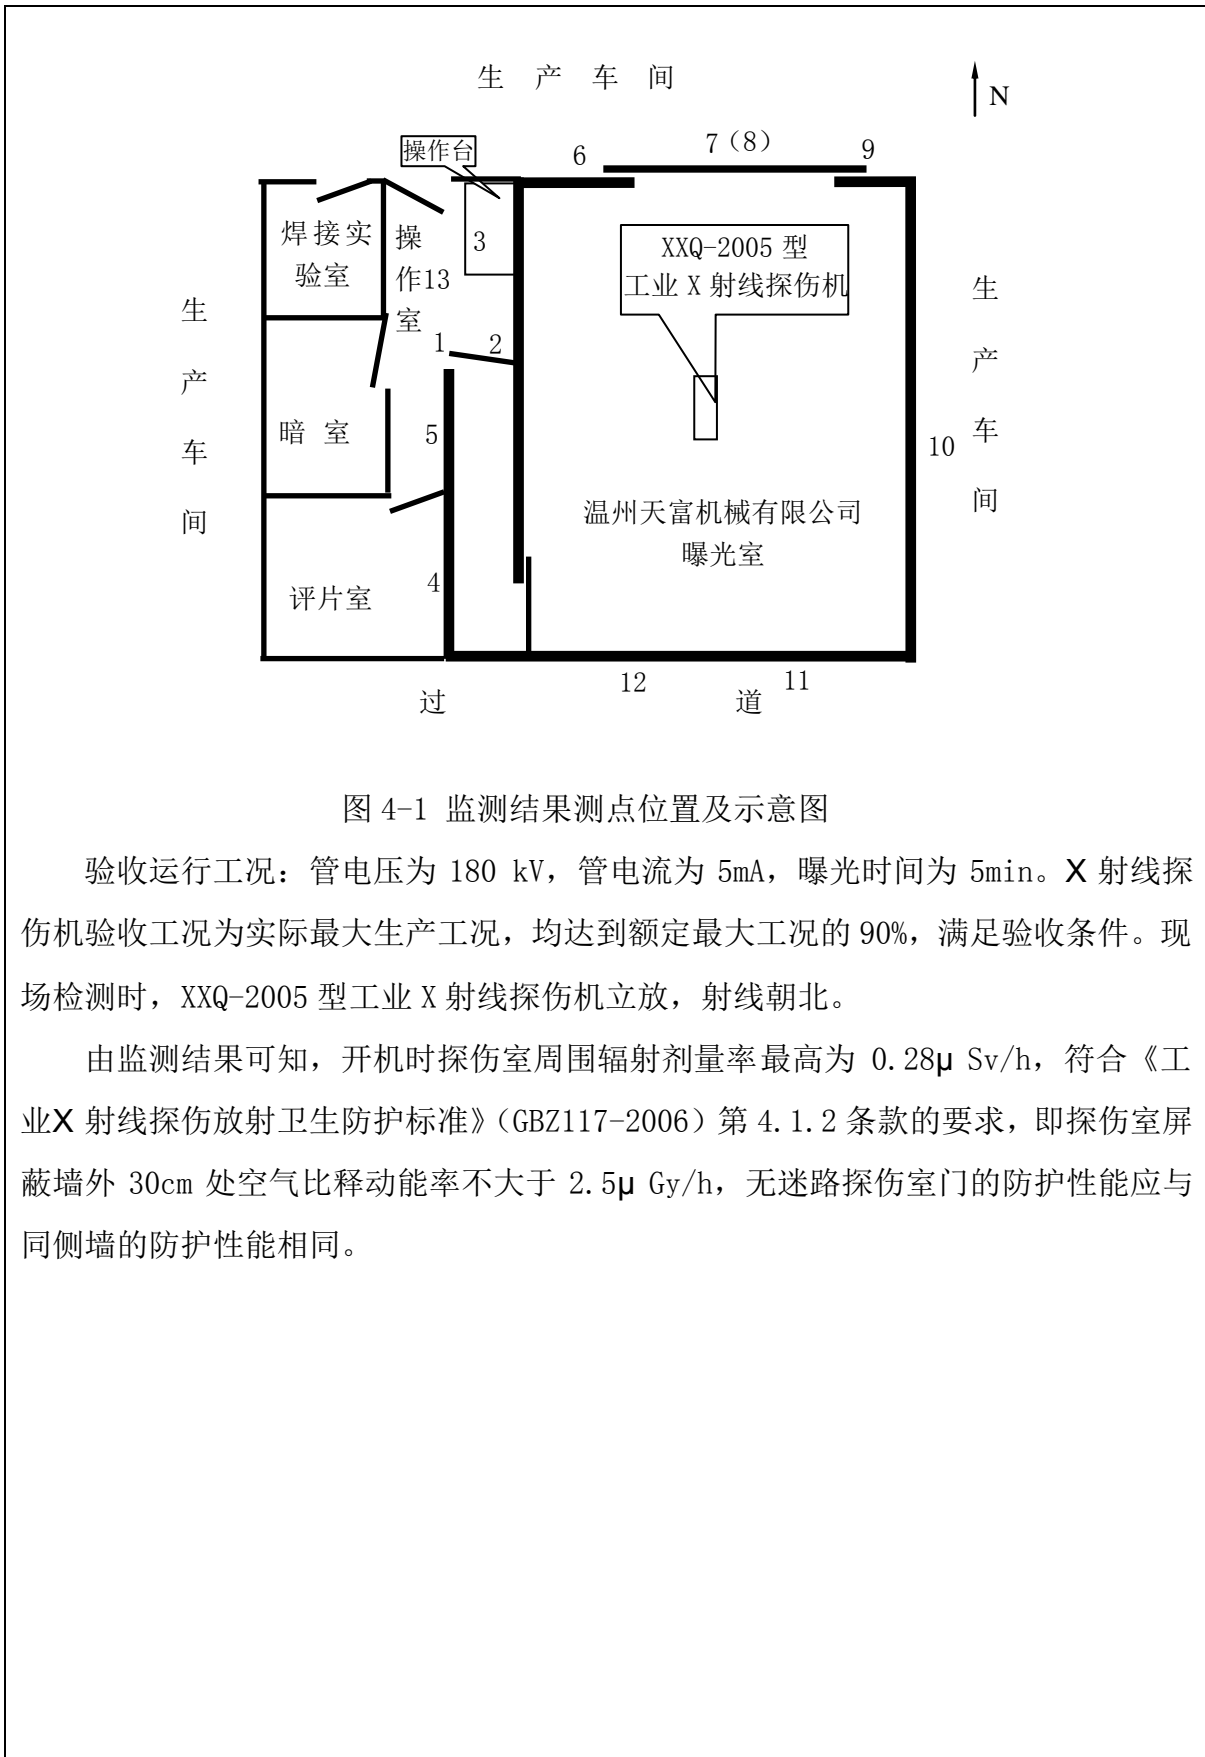 生 产 车 间
N
操作台
6
7（8）
9
焊接实
验室
操
作13
室
3
XXQ-2005 型
工业 X 射线探伤机
生
产
车
间
生
产
车
间
1
2
暗 室
5
10
温州天富机械有限公司
曝光室
评片室
4
过
12
道
11
图 4-1 监测结果测点位置及示意图
验收运行工况：管电压为 180 kV，管电流为 5mA，曝光时间为 5min。X 射线探
伤机验收工况为实际最大生产工况，均达到额定最大工况的 90%，满足验收条件。现
场检测时，XXQ-2005 型工业 X 射线探伤机立放，射线朝北。
由监测结果可知，开机时探伤室周围辐射剂量率最高为 0.28μ Sv/h，符合《工
业X 射线探伤放射卫生防护标准》（GBZ117-2006）第 4.1.2 条款的要求，即探伤室屏
蔽墙外 30cm 处空气比释动能率不大于 2.5μ Gy/h，无迷路探伤室门的防护性能应与
同侧墙的防护性能相同。